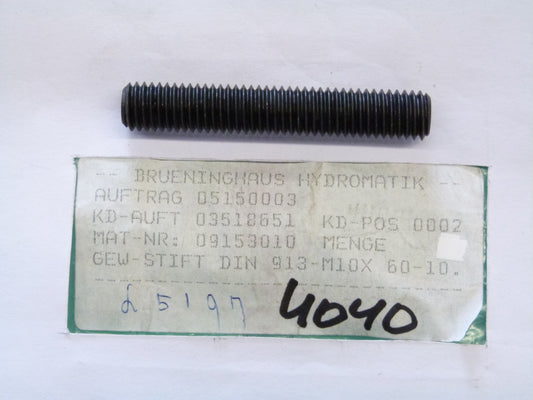 -- BRUENINGHAUS HYDROMATIK --
AUFTRAG 05150003
KD-AUFT 03518651 KD-POS 0002
MAT-NR: 09153010 MENGE
GEW-STIFT DIN 913-M10X 60-10.
25197 4040